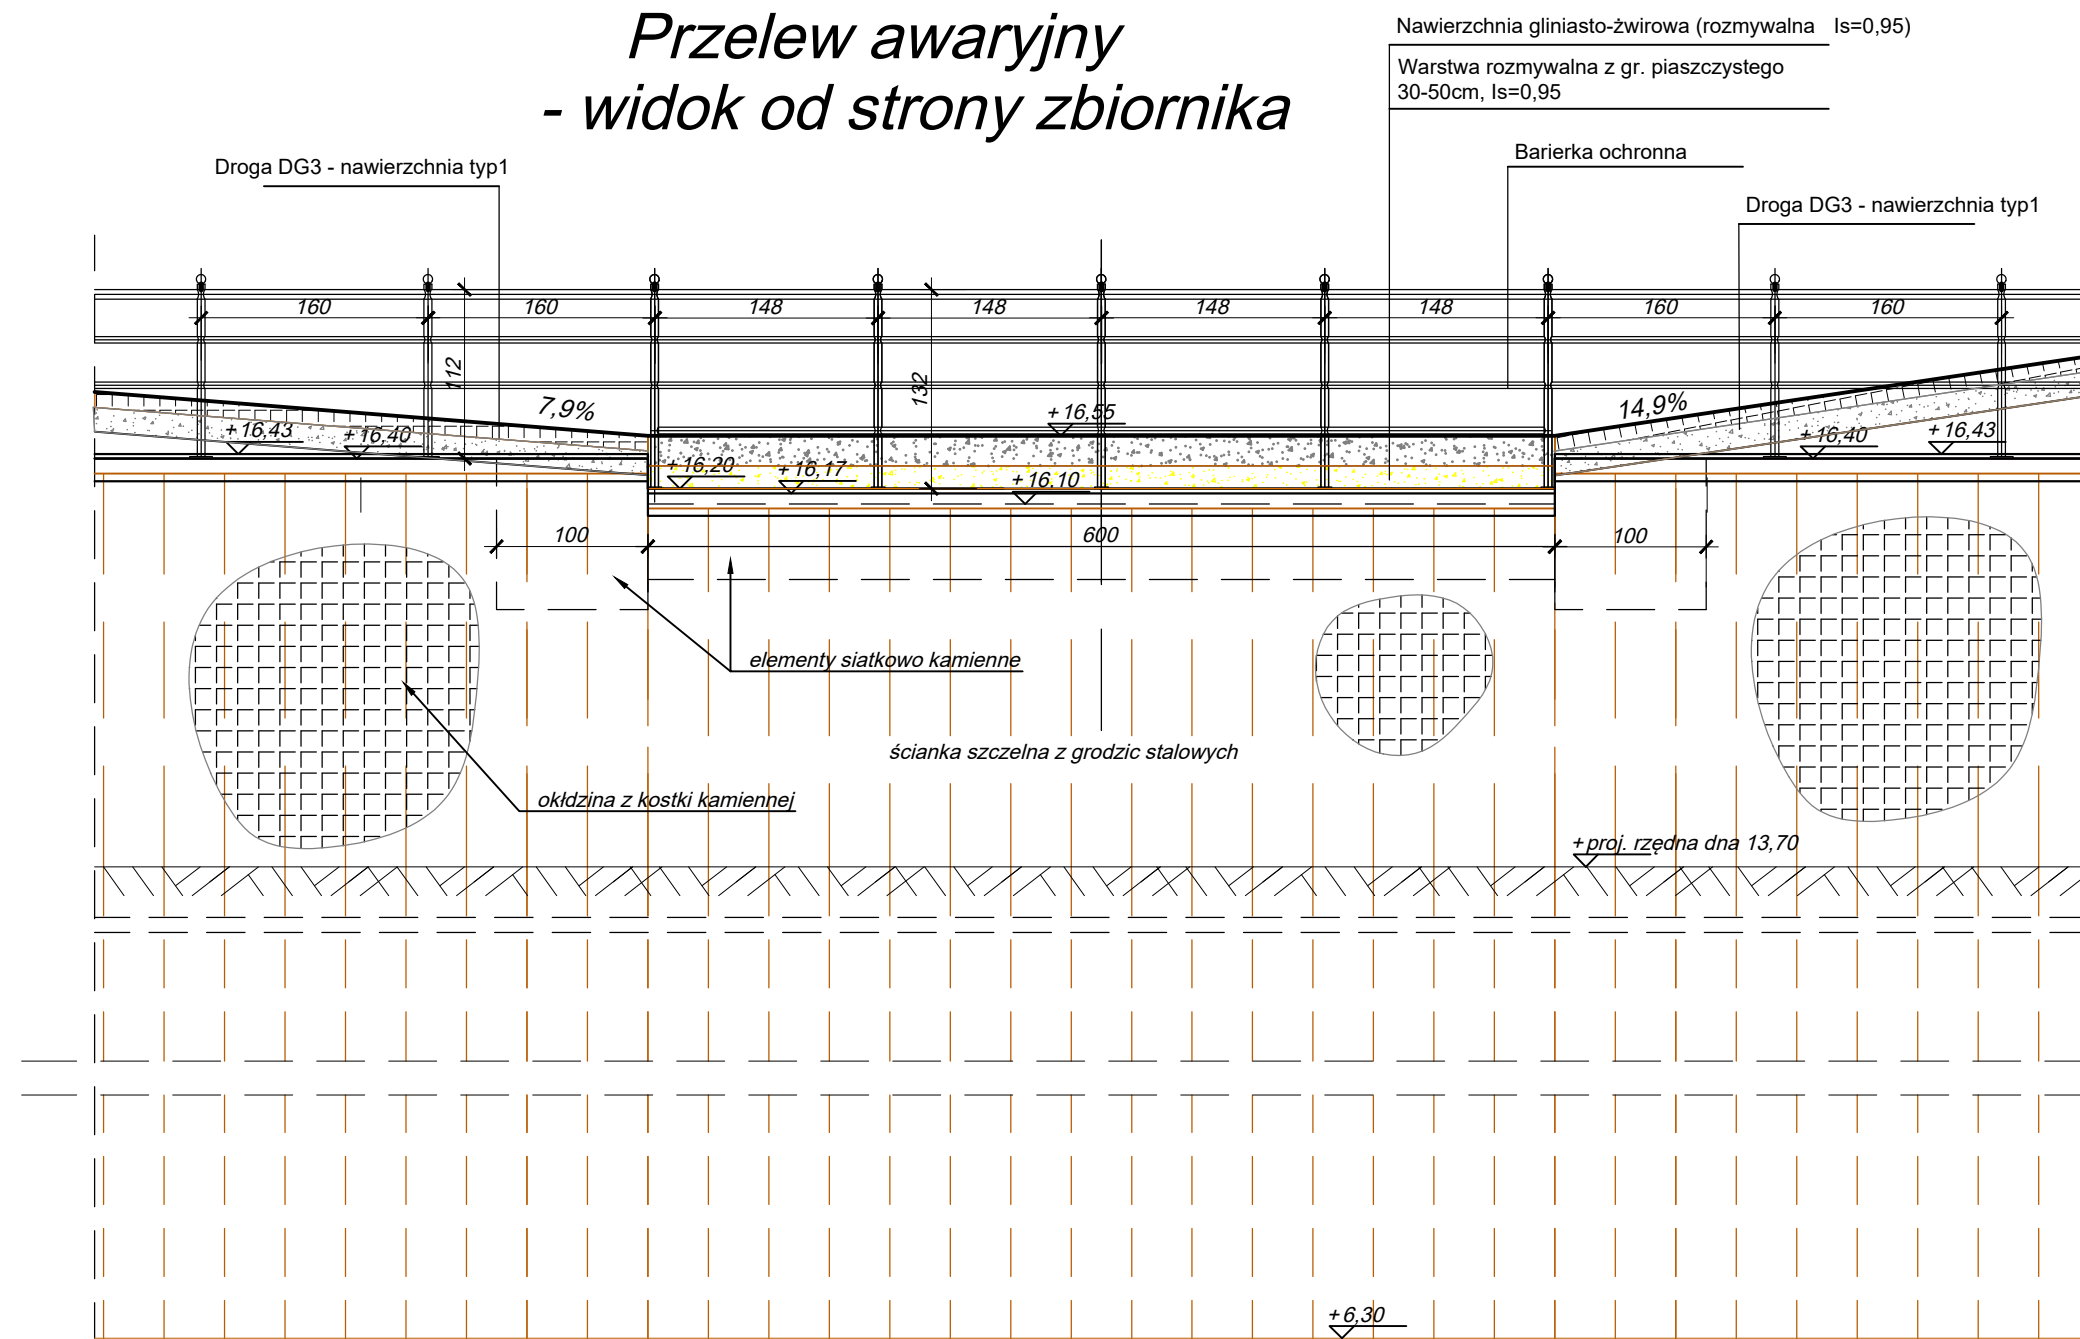 Przelew awaryjny
- widok od strony zbiornika
Nawierzchnia gliniasto-żwirowa (rozmywalna Is=0,95)
Warstwa rozmywalna z gr. piaszczystego
30-50cm, Is=0,95
Barierka ochronna
Droga DG3 - nawierzchnia typ1
Droga DG3 - nawierzchnia typ1
160
160
148
148
148
148
160
160
112
132
7,9%
14,9%
+16,55
+16,43
+16,40
+16,40
+16,43
+16,20
+16,17
+16.10
100
600
100
elementy siatkowo kamienne
ścianka szczelna z grodzic stalowych
okłdzina z kostki kamiennej
+proj. rzędna dna 13,70
+6,30